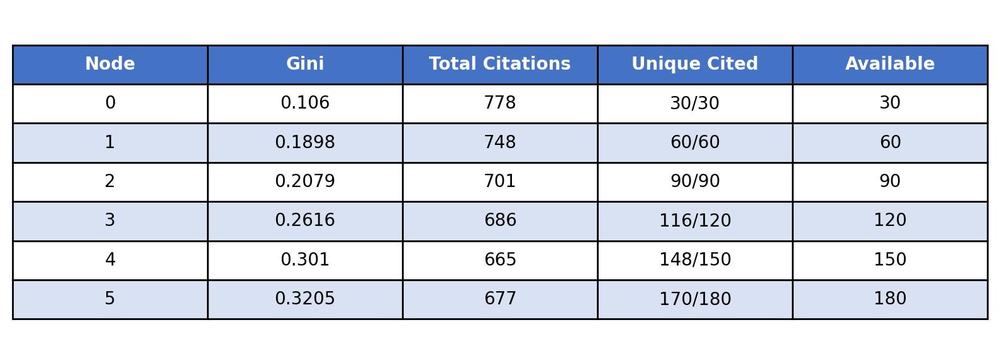 Node Gini Total Citations Unique Cited Available
0 0.106 778 30/30 30
1 0.1898 748 60/60 60
2 0.2079 701 90/90 90
3 0.2616 686 116/120 120
4 0.301 665 148/150 150
5 0.3205 677 170/180 180